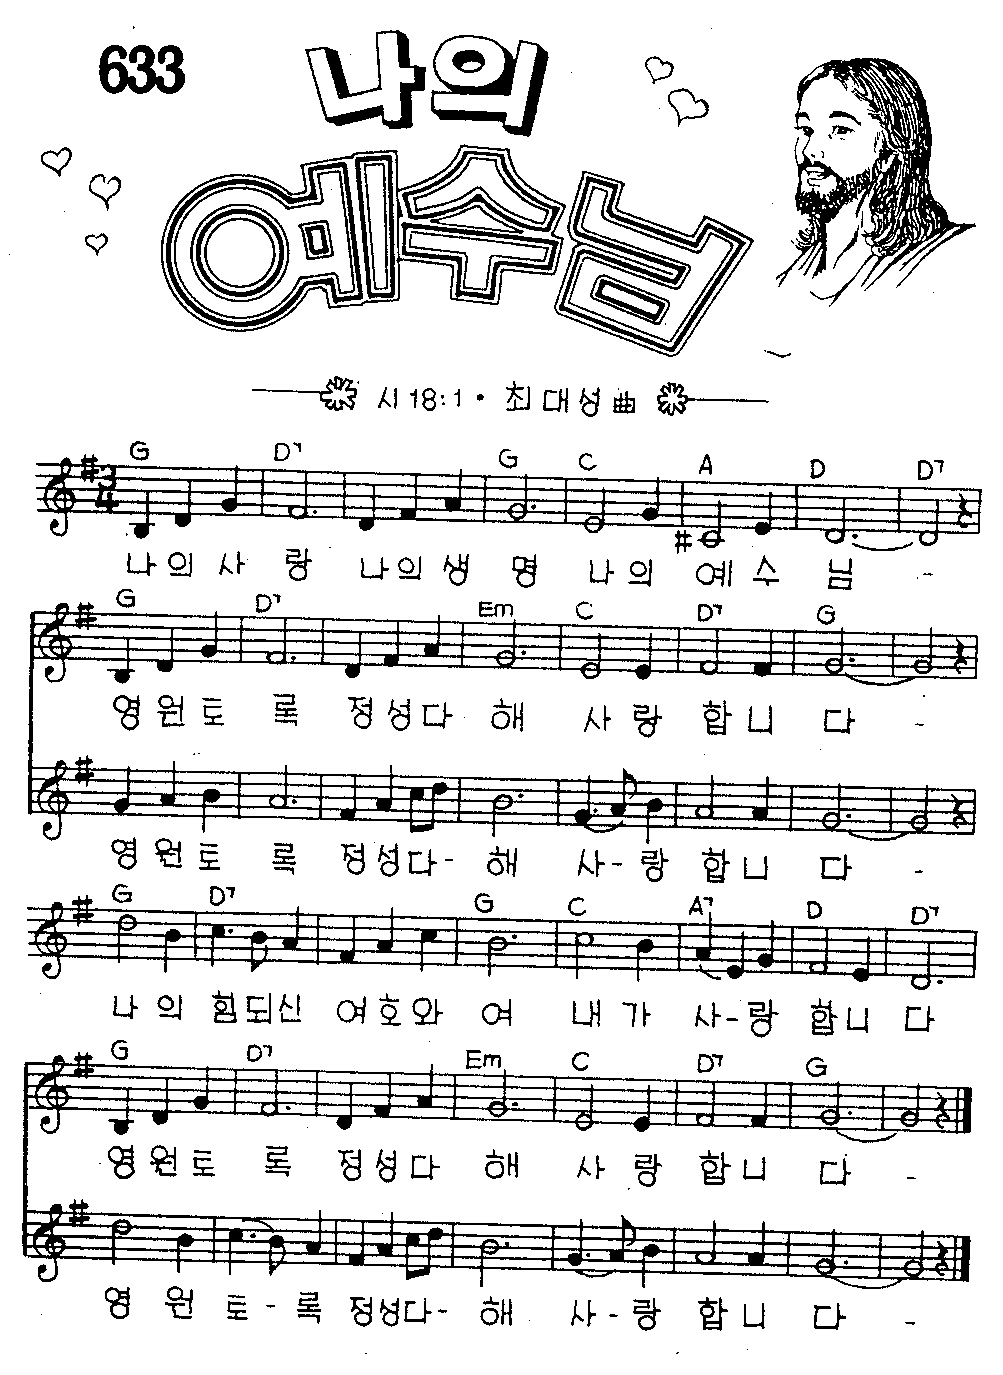 633
나의
예수님
시 18:1 • 최대성 曲
G D7 G C A D D7
나의사 랑 나의생 명 나의 예수 님 -
G D7 Em C D7 G
영원토 록 정성다 해 사랑 합니 다 -
영원토 록 정성다- 해 사-랑 합니 다 -
G D7 G C A7 D D7
나의 힘되신 여호와 여 내가 사-랑 합니 다
G D7 Em C D7 G
영원토 록 정성다 해 사랑 합니 다 -
영 원 토-록 정성다- 해 사-랑 합니 다 -